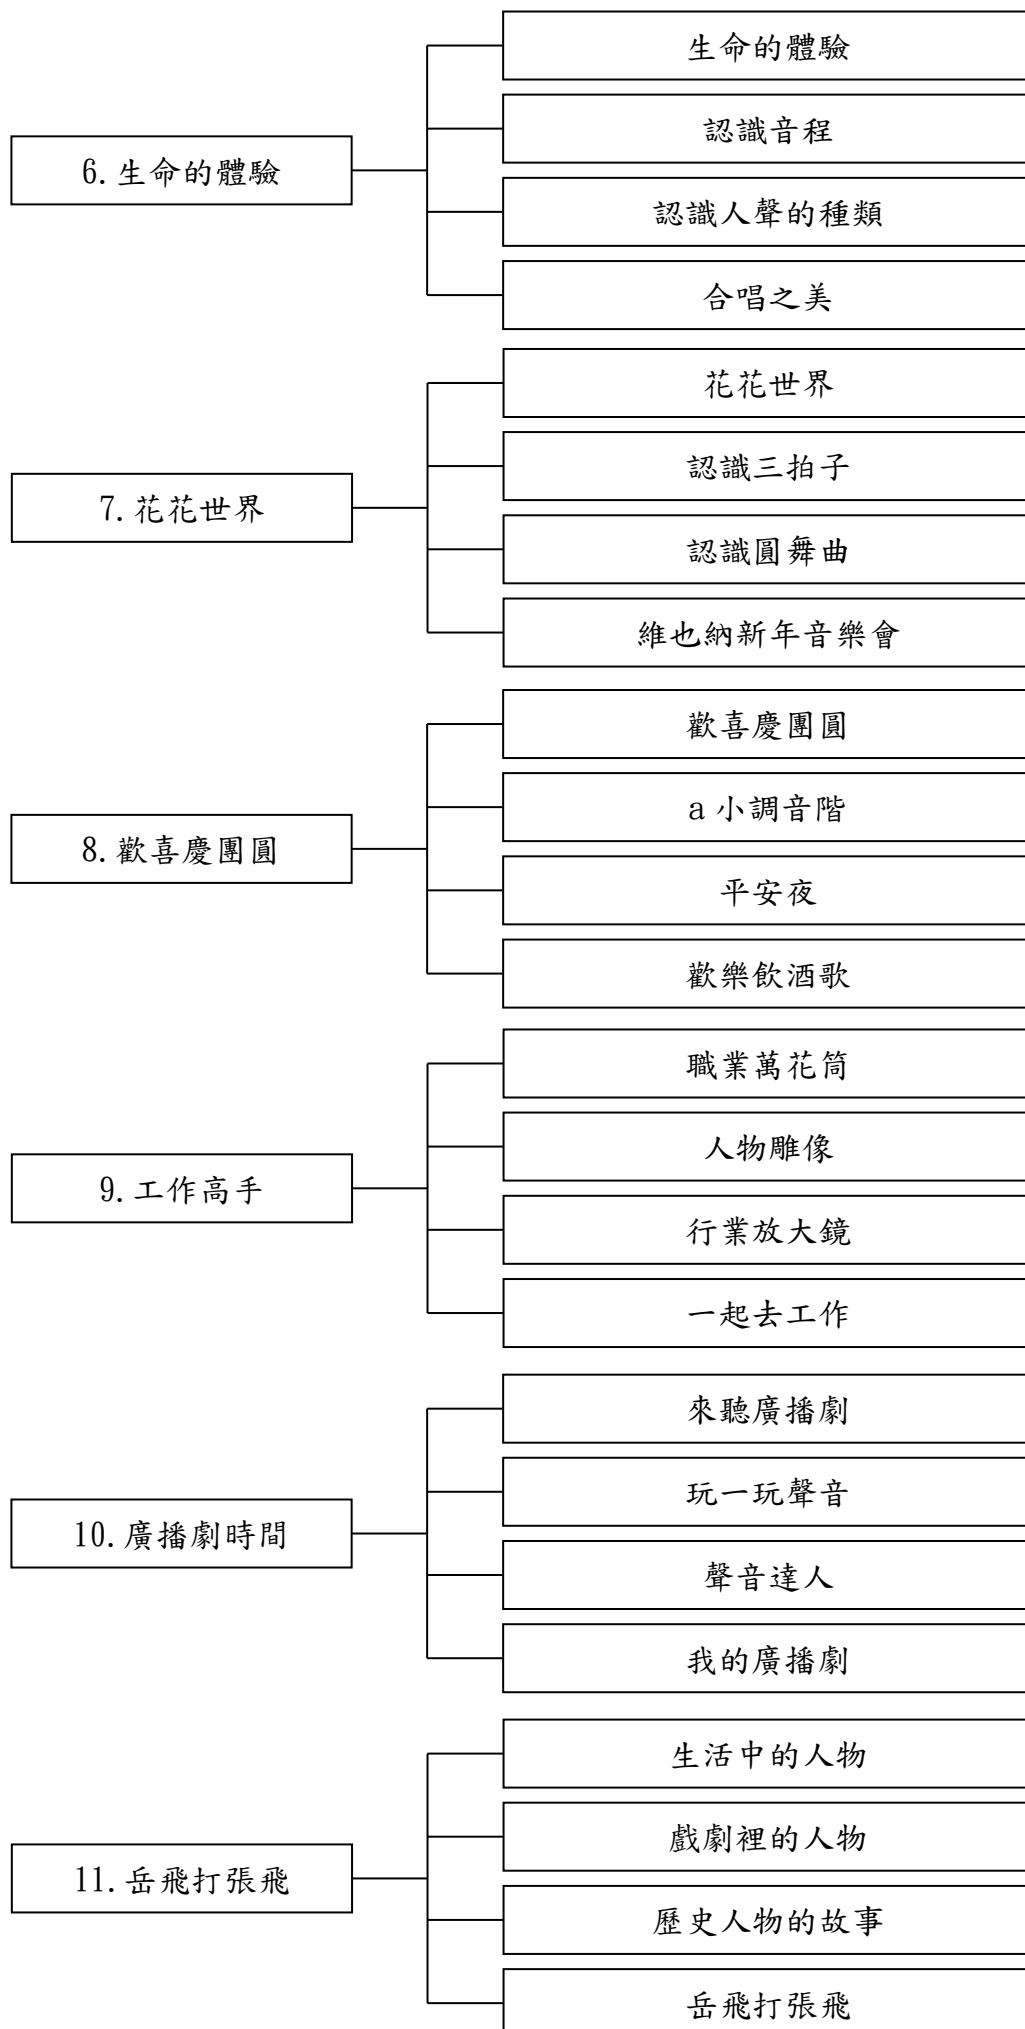 6.生命的體驗
生命的體驗
認識音程
認識人聲的種類
合唱之美
7.花花世界
花花世界
認識三拍子
認識圓舞曲
維也納新年音樂會
8.歡喜慶團圓
歡喜慶團圓
a 小調音階
平安夜
歡樂飲酒歌
9.工作高手
職業萬花筒
人物雕像
行業放大鏡
一起去工作
10.廣播劇時間
來聽廣播劇
玩一玩聲音
聲音達人
我的廣播劇
11.岳飛打張飛
生活中的人物
戲劇裡的人物
歷史人物的故事
岳飛打張飛